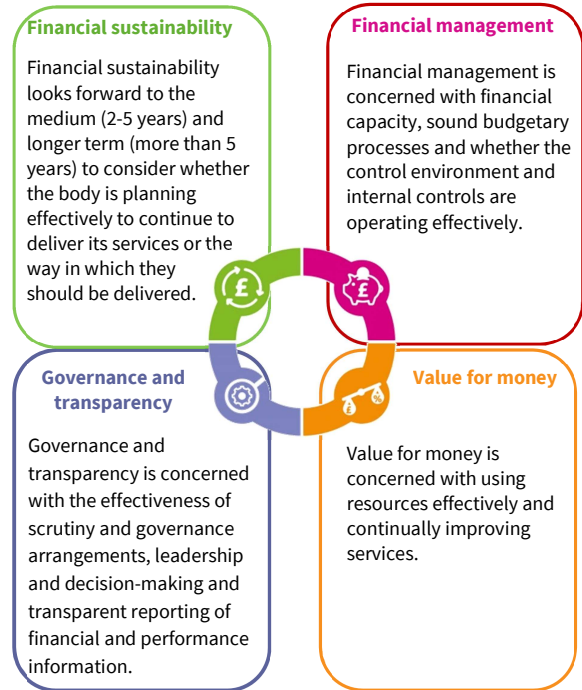 Financial sustainability
Financial sustainability
looks forward to the
medium (2-5 years) and
longer term (more than 5
years) to consider whether
the body is planning
effectively to continue to
deliver its services or the
way in which they
should be delivered.
Financial management
Financial management is
concerned with financial
capacity, sound budgetary
processes and whether the
control environment and
internal controls are
operating effectively.
£
£
Governance and
transparency
Governance and
transparency is concerned
with the effectiveness of
scrutiny and governance
arrangements, leadership
and decision-making and
transparent reporting of
financial and performance
information.
£
%
Value for money
Value for money is
concerned with using
resources effectively and
continually improving
services.